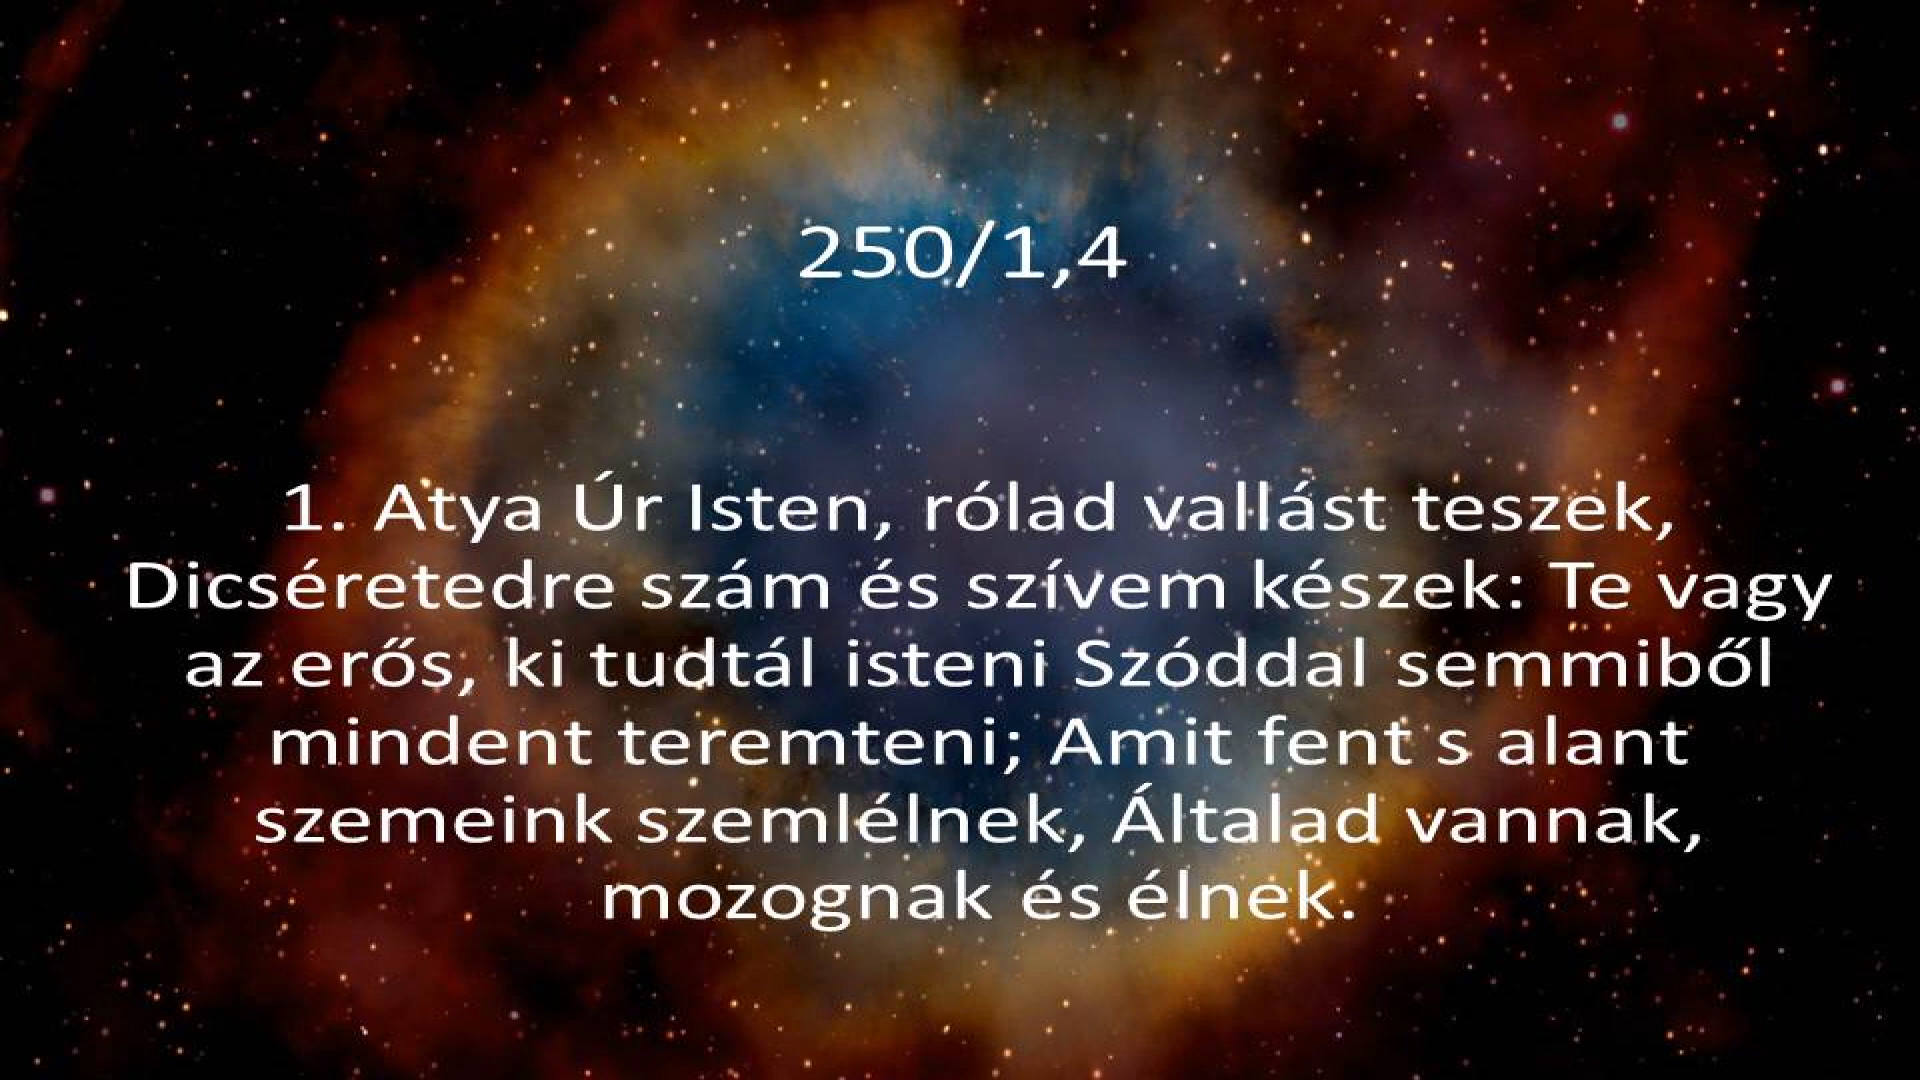 250/1,4
1. Atya Úr Isten, rólad vallást teszek,
Dicséretedre szám és szívem készek: Te vagy
az erős, ki tudtál isteni Szóddal semmiből
mindent teremteni; Amit fent s alant
szemeink szemlélnek, Általad vannak,
mozognak és élnek.